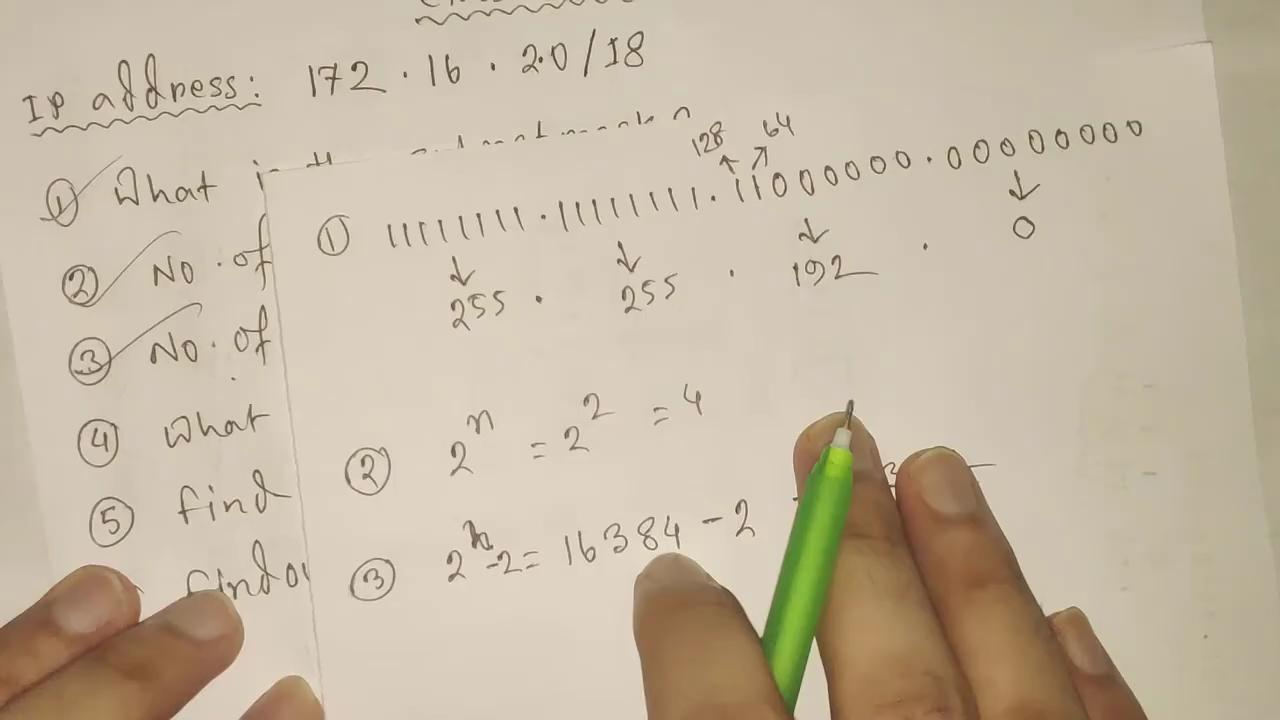 IP address: 172.16.2.0/18
① What
② No. of
③ No. of
④ What
⑤ Find
128 64
① 11111111.11111111.11000000.00000000
255 . 255 . 192 . 0
② 2^n = 2^2 = 4
③ 2^h-2 = 16384 - 2